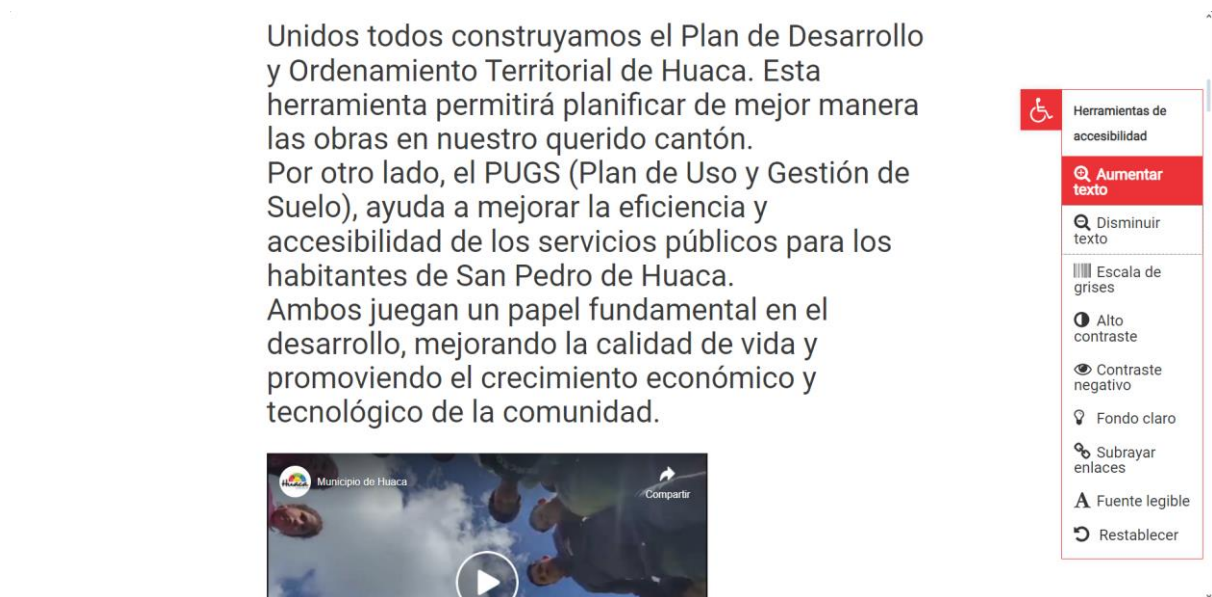 Unidos todos construyamos el Plan de Desarrollo
y Ordenamiento Territorial de Huaca. Esta
herramienta permitirá planificar de mejor manera
las obras en nuestro querido cantón.
Por otro lado, el PUGS (Plan de Uso y Gestión de
Suelo), ayuda a mejorar la eficiencia y
accesibilidad de los servicios públicos para los
habitantes de San Pedro de Huaca.
Ambos juegan un papel fundamental en el
desarrollo, mejorando la calidad de vida y
promoviendo el crecimiento económico y
tecnológico de la comunidad.
Huaca
Municipio de Huaca
Compartir
Herramientas de
accesibilidad
Aumentar
texto
Disminuir
texto
Escala de
grises
Alto
contraste
Contraste
negativo
Fondo claro
Subrayar
enlaces
A Fuente legible
Restablecer